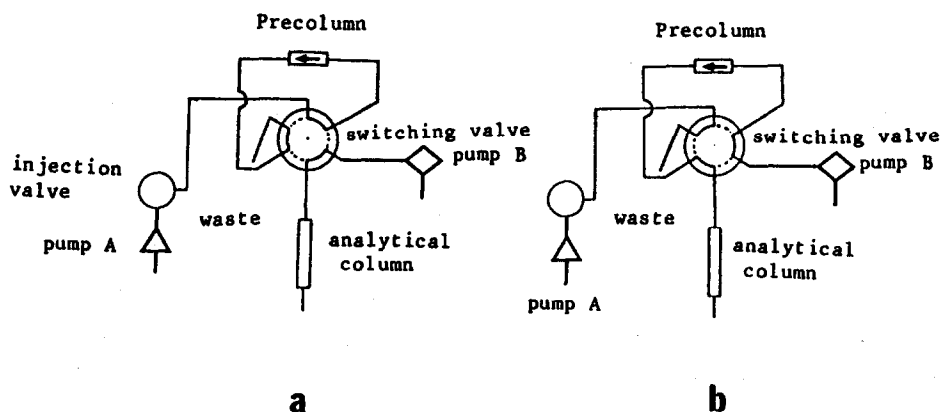 Precolumn
switching valve
pump B
injection
valve
waste
pump A
analytical
column
a
Precolumn
switching valve
pump B
waste
analytical
column
pump A
b